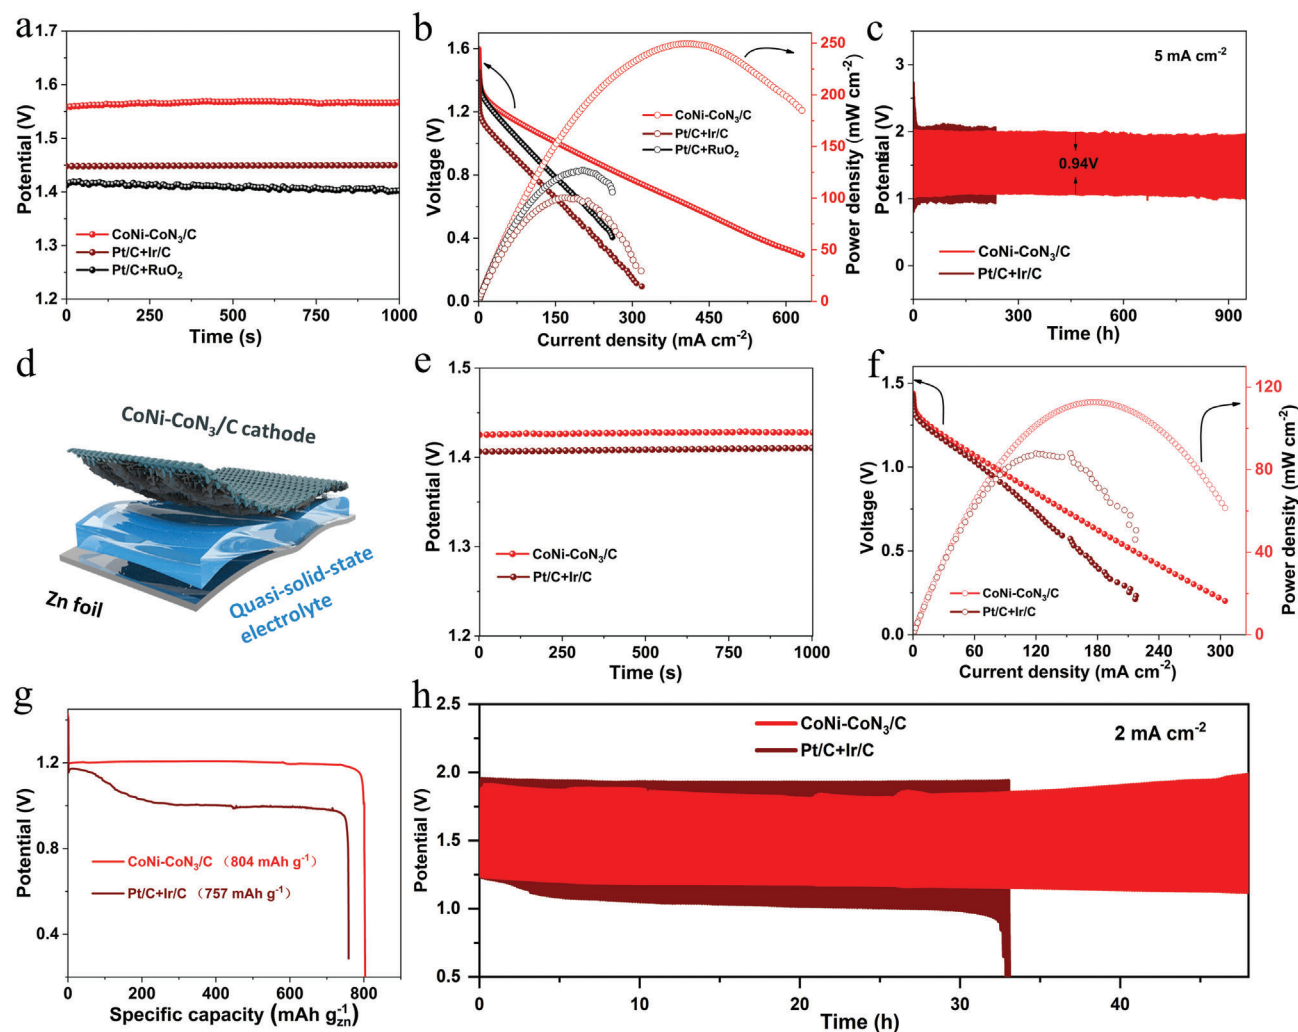 a
1.7
1.6
1.5
1.4
1.3
1.2
Potential (V)
CoNi-CoN3/C
Pt/C+Ir/C
Pt/C+RuO2
0 250 500 750 1000
Time (s)
b
1.6
1.2
0.8
0.4
0.0
Voltage (V)
CoNi-CoN3/C
Pt/C+Ir/C
Pt/C+RuO2
0 150 300 450 600
Current density (mA cm-2)
250
200
150
100
50
0
Power density (mW cm-2)
c
5 mA cm-2
3
2
1
0
0.94V
CoNi-CoN3/C
Pt/C+Ir/C
0 300 600 900
Time (h)
d
CoNi-CoN3/C cathode
Zn foil
Quasi-solid-state
electrolyte
e
1.5
1.4
1.3
1.2
Potential (V)
CoNi-CoN3/C
Pt/C+Ir/C
0 250 500 750 1000
Time (s)
f
1.5
1.0
0.5
0.0
Voltage (V)
CoNi-CoN3/C
Pt/C+Ir/C
0 60 120 180 240 300
Current density (mA cm-2)
120
80
40
0
Power density (mW cm-2)
g
1.2
0.8
0.4
Potential (V)
CoNi-CoN3/C （804 mAh g-1）
Pt/C+Ir/C （757 mAh g-1）
0 200 400 600 800
Specific capacity (mAh gzn-1)
h
2.5
2.0
1.5
1.0
0.5
Potential (V)
CoNi-CoN3/C
Pt/C+Ir/C
2 mA cm-2
0 10 20 30 40
Time (h)